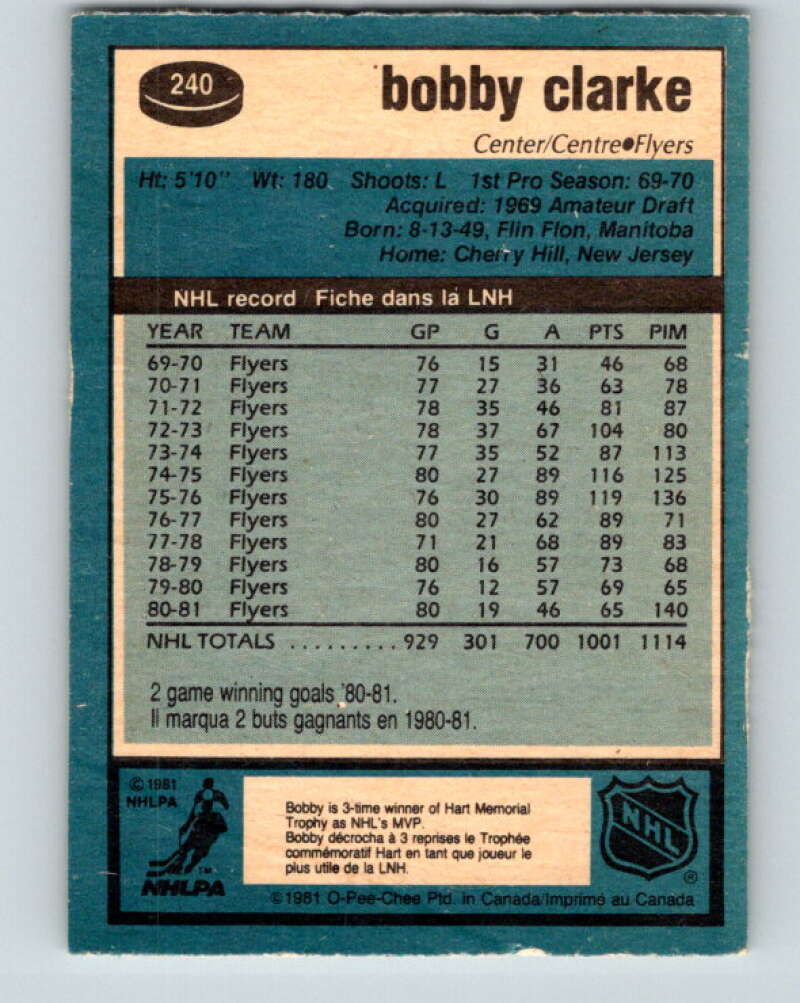 240
bobby clarke
Center/Centre●Flyers
Ht: 5'10" Wt: 180 Shoots: L 1st Pro Season: 69-70
Acquired: 1969 Amateur Draft
Born: 8-13-49, Flin Flon, Manitoba
Home: Cherry Hill, New Jersey
NHL record / Fiche dans la LNH
YEAR TEAM GP G A PTS PIM
69-70 Flyers 76 15 31 46 68
70-71 Flyers 77 27 36 63 78
71-72 Flyers 78 35 46 81 87
72-73 Flyers 78 37 67 104 80
73-74 Flyers 77 35 52 87 113
74-75 Flyers 80 27 89 116 125
75-76 Flyers 76 30 89 119 136
76-77 Flyers 80 27 62 89 71
77-78 Flyers 71 21 68 89 83
78-79 Flyers 80 16 57 73 68
79-80 Flyers 76 12 57 69 65
80-81 Flyers 80 19 46 65 140
NHL TOTALS .......... 929 301 700 1001 1114
2 game winning goals '80-81.
Il marqua 2 buts gagnants en 1980-81.
© 1981
NHLPA
™
NHLPA
Bobby is 3-time winner of Hart Memorial
Trophy as NHL's MVP.
Bobby décrocha à 3 reprises le Trophée
commémoratif Hart en tant que joueur le
plus utile de la LNH.
NHL
®
© 1981 O-Pee-Chee Ptd. in Canada/Imprimé au Canada